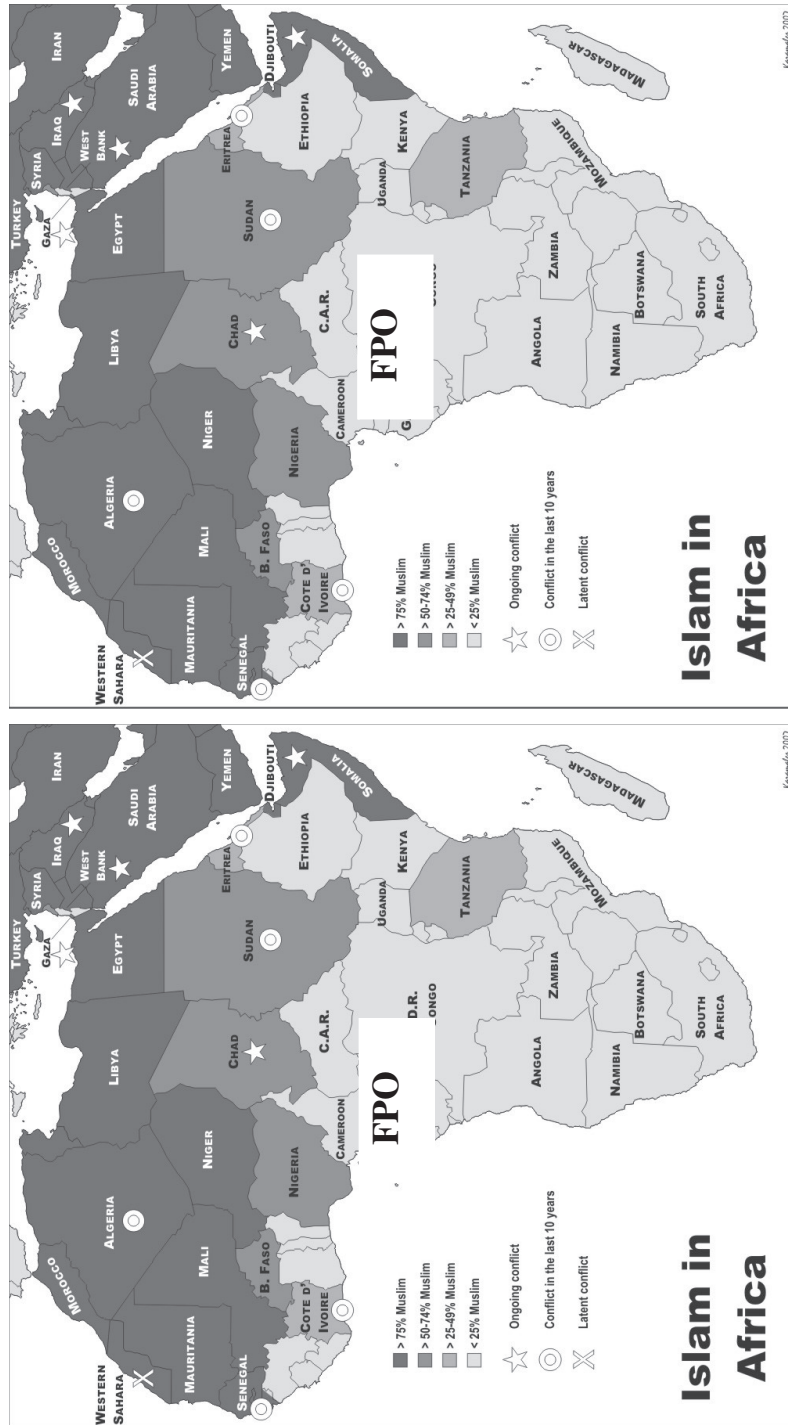 TURKEY
SYRIA
IRAN
GAZA
IRAQ
WEST
BANK
SAUDI
ARABIA
YEMEN
MOROCCO
ALGERIA
LIBYA
EGYPT
WESTERN
SAHARA
MAURITANIA
MALI
NIGER
CHAD
SUDAN
ERITREA
DJIBOUTI
SENEGAL
B. FASO
NIGERIA
ETHIOPIA
SOMALIA
COTE D'
IVOIRE
CAMEROON
C.A.R.
UGANDA
KENYA
FPO
D.R.
ONGO
TANZANIA
ANGOLA
ZAMBIA
MOZAMBIQUE
MADAGASCAR
NAMIBIA
BOTSWANA
SOUTH
AFRICA
> 75% Muslim
> 50-74% Muslim
> 25-49% Muslim
< 25% Muslim
Ongoing conflict
Conflict in the last 10 years
Latent conflict
Islam in
Africa
TURKEY
SYRIA
IRAN
GAZA
IRAQ
WEST
BANK
SAUDI
ARABIA
YEMEN
MOROCCO
ALGERIA
LIBYA
EGYPT
WESTERN
SAHARA
MAURITANIA
MALI
NIGER
CHAD
SUDAN
ERITREA
DJIBOUTI
SENEGAL
B. FASO
NIGERIA
ETHIOPIA
SOMALIA
COTE D'
IVOIRE
CAMEROON
C.A.R.
UGANDA
KENYA
FPO
G
TANZANIA
ANGOLA
ZAMBIA
MOZAMBIQUE
MADAGASCAR
NAMIBIA
BOTSWANA
SOUTH
AFRICA
> 75% Muslim
> 50-74% Muslim
> 25-49% Muslim
< 25% Muslim
Ongoing conflict
Conflict in the last 10 years
Latent conflict
Islam in
Africa